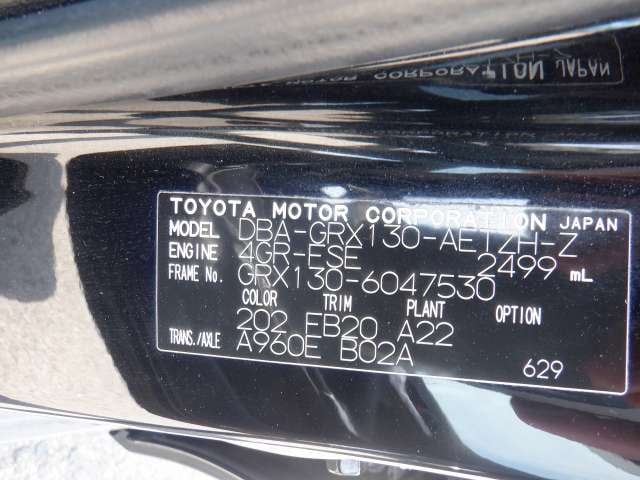 TOYOTA MOTOR CORPORATION JAPAN
MODEL DBA-GRX130-AETZH-Z
ENGINE 4GR-FSE 2499 mL
FRAME No. GRX130-6047530
COLOR TRIM PLANT OPTION
202 EB20 A22
TRANS./AXLE A960E B02A
629